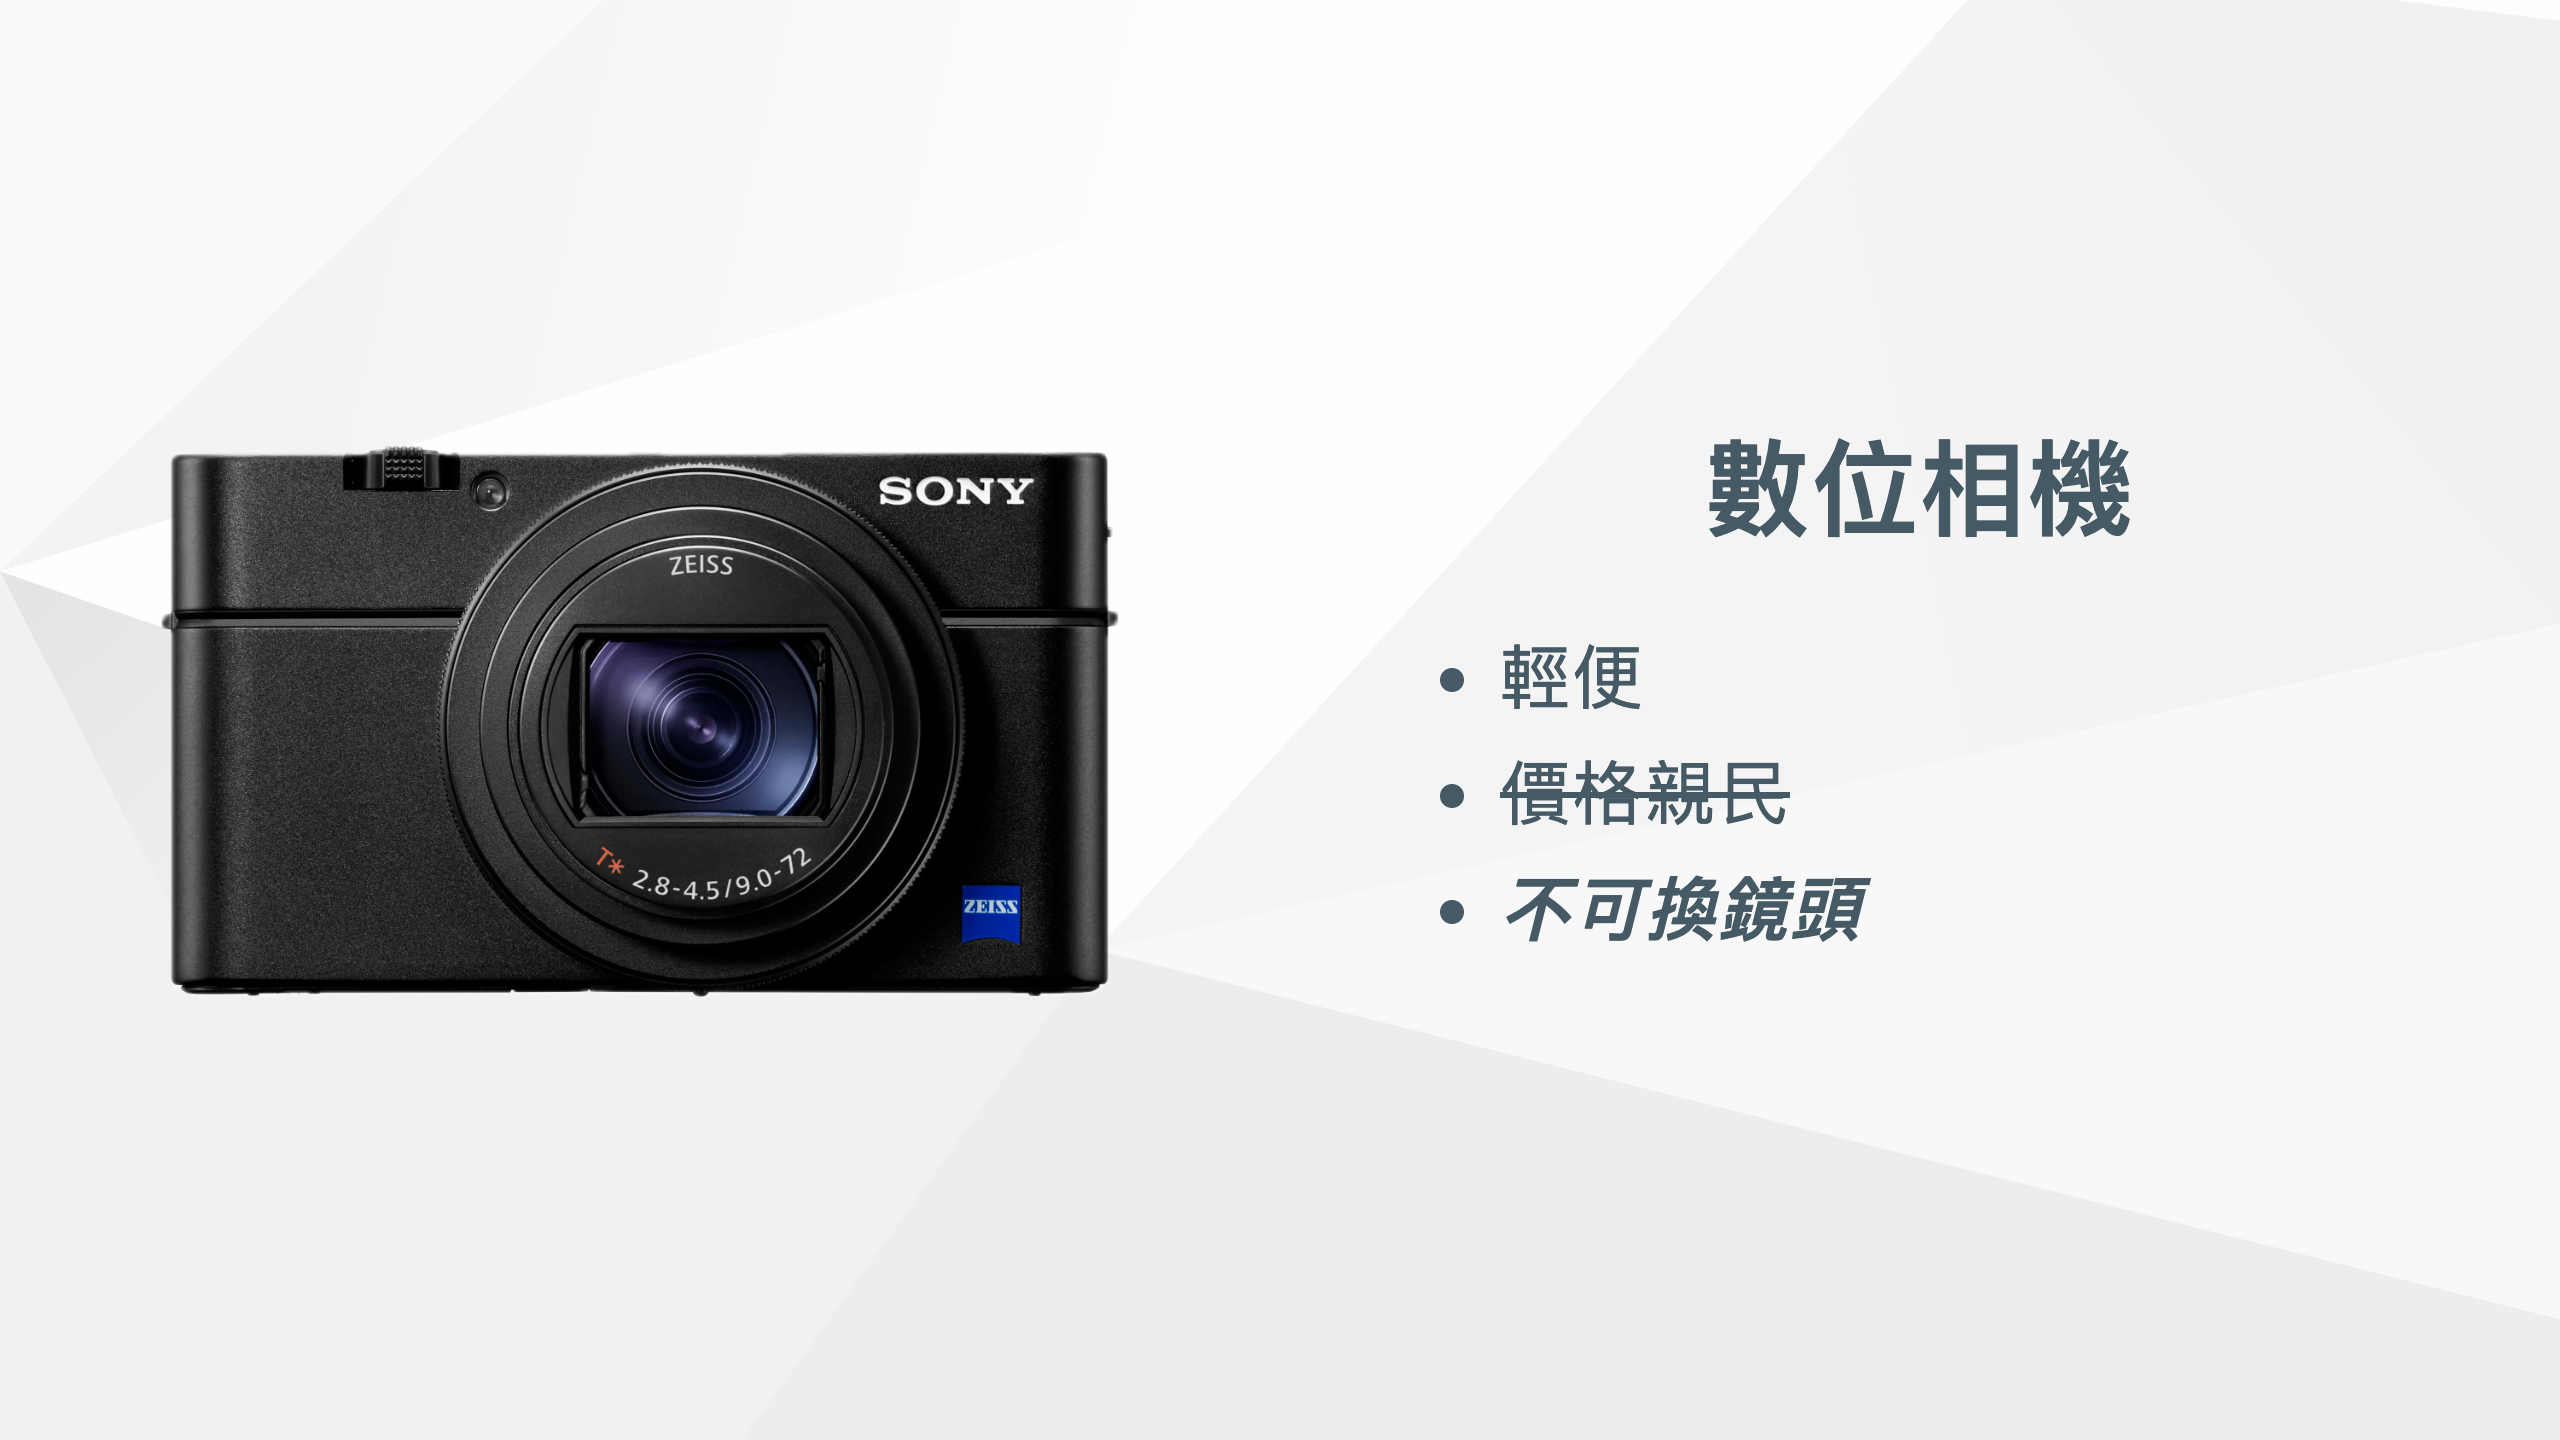 SONY
ZEISS
T* 2.8-4.5/9.0-72
ZEISS
數位相機
輕便
價格親民
不可換鏡頭